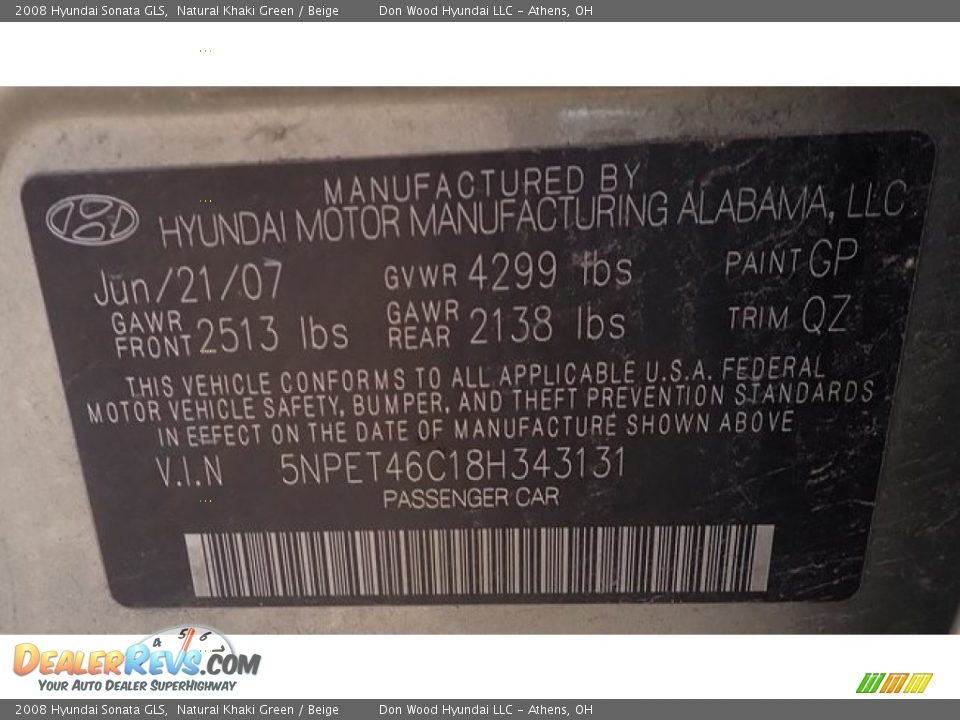 2008 Hyundai Sonata GLS, Natural Khaki Green / Beige Don Wood Hyundai LLC - Athens, OH
MANUFACTURED BY
HYUNDAI MOTOR MANUFACTURING ALABAMA, LLC
Jun/21/07 GVWR 4299 lbs PAINT GP
GAWR FRONT 2513 lbs GAWR REAR 2138 lbs TRIM QZ
THIS VEHICLE CONFORMS TO ALL APPLICABLE U.S.A. FEDERAL
MOTOR VEHICLE SAFETY, BUMPER, AND THEFT PREVENTION STANDARDS
IN EFFECT ON THE DATE OF MANUFACTURE SHOWN ABOVE
V.I.N 5NPET46C18H343131
PASSENGER CAR
4 5 6 7
DEALERREVS.COM
YOUR AUTO DEALER SUPERHIGHWAY
2008 Hyundai Sonata GLS, Natural Khaki Green / Beige Don Wood Hyundai LLC - Athens, OH